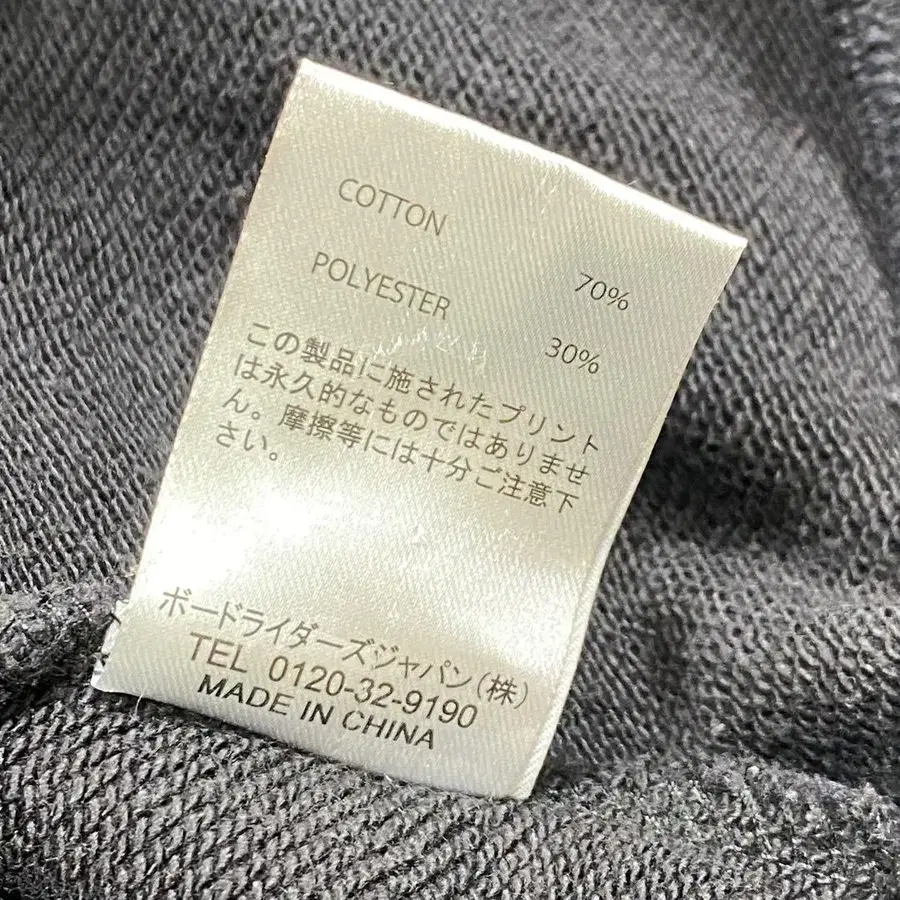 COTTON 70%
POLYESTER 30%
この製品に施されたプリント
は永久的なものではありませ
ん。摩擦等には十分ご注意下
さい。
ボードライダーズジャパン(株)
TEL 0120-32-9190
MADE IN CHINA